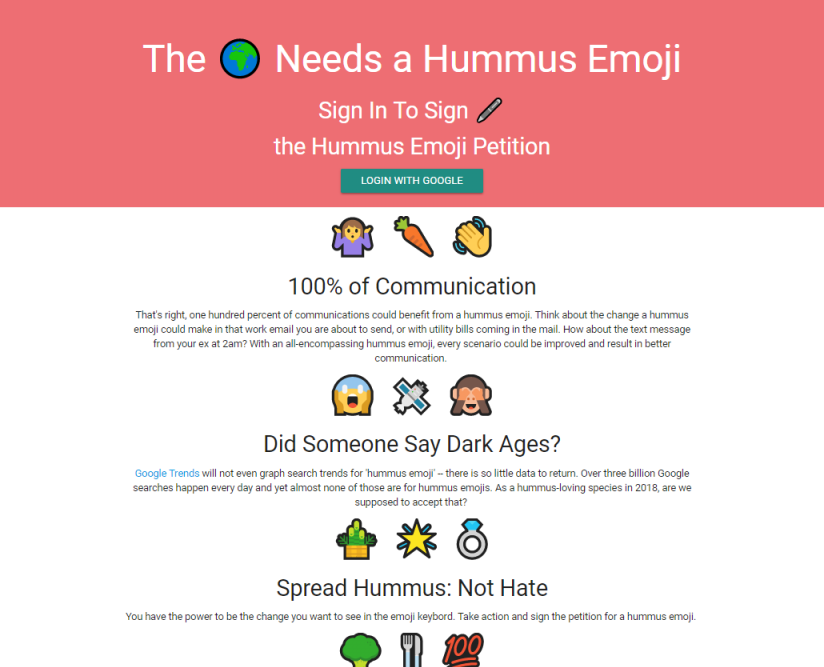 The 🌍 Needs a Hummus Emoji
Sign In To Sign 🖊
the Hummus Emoji Petition
LOGIN WITH GOOGLE
100% of Communication
That's right, one hundred percent of communications could benefit from a hummus emoji. Think about the change a hummus
emoji could make in that work email you are about to send, or with utility bills coming in the mail. How about the text message
from your ex at 2am? With an all-encompassing hummus emoji, every scenario could be improved and result in better
communication.
Did Someone Say Dark Ages?
Google Trends will not even graph search trends for 'hummus emoji' -- there is so little data to return. Over three billion Google
searches happen every day and yet almost none of those are for hummus emojis. As a hummus-loving species in 2018, are we
supposed to accept that?
Spread Hummus: Not Hate
You have the power to be the change you want to see in the emoji keybord. Take action and sign the petition for a hummus emoji.
100